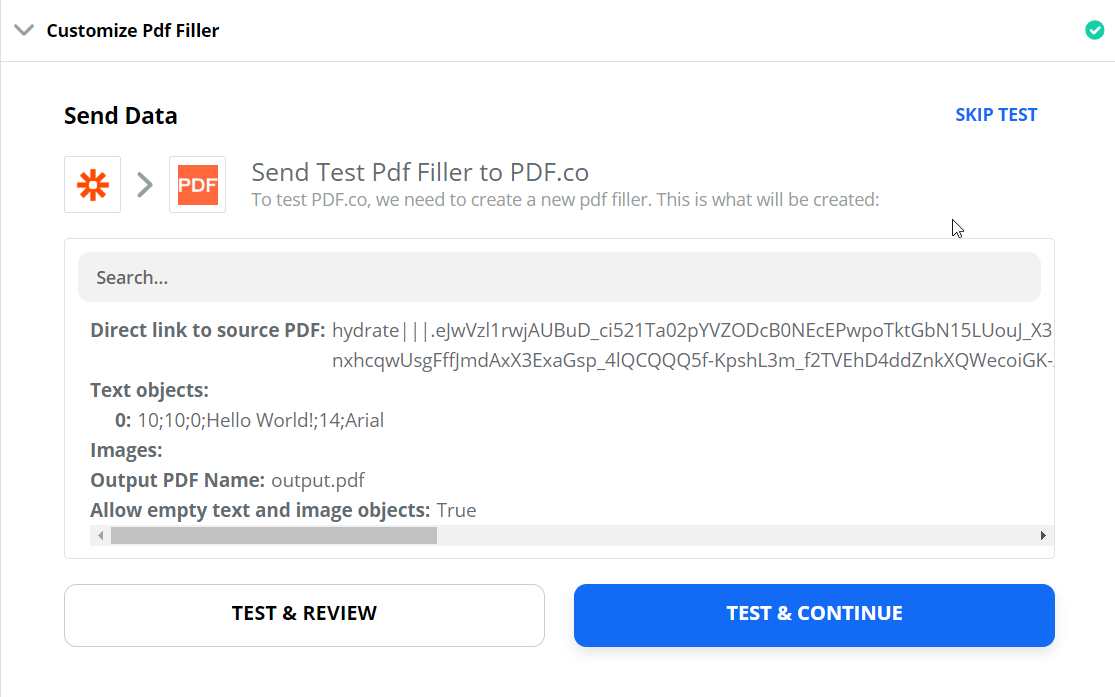 Customize Pdf Filler
Send Data
SKIP TEST
PDF
Send Test Pdf Filler to PDF.co
To test PDF.co, we need to create a new pdf filler. This is what will be created:
Search...
Direct link to source PDF: hydrate|||.eJwVzl1rwjAUBuD_ci521Ta02pYVZODcB0NEcEPwpoTktGbN15LUouJ_X3
nxhcqwUsgFffJmdAxX3ExaGsp_4lQCQQQ5f-KpshL3m_f2TVEhD4ddZnkXQWecoiGK-
Text objects:
0: 10;10;0;Hello World!;14;Arial
Images:
Output PDF Name: output.pdf
Allow empty text and image objects: True
TEST & REVIEW
TEST & CONTINUE